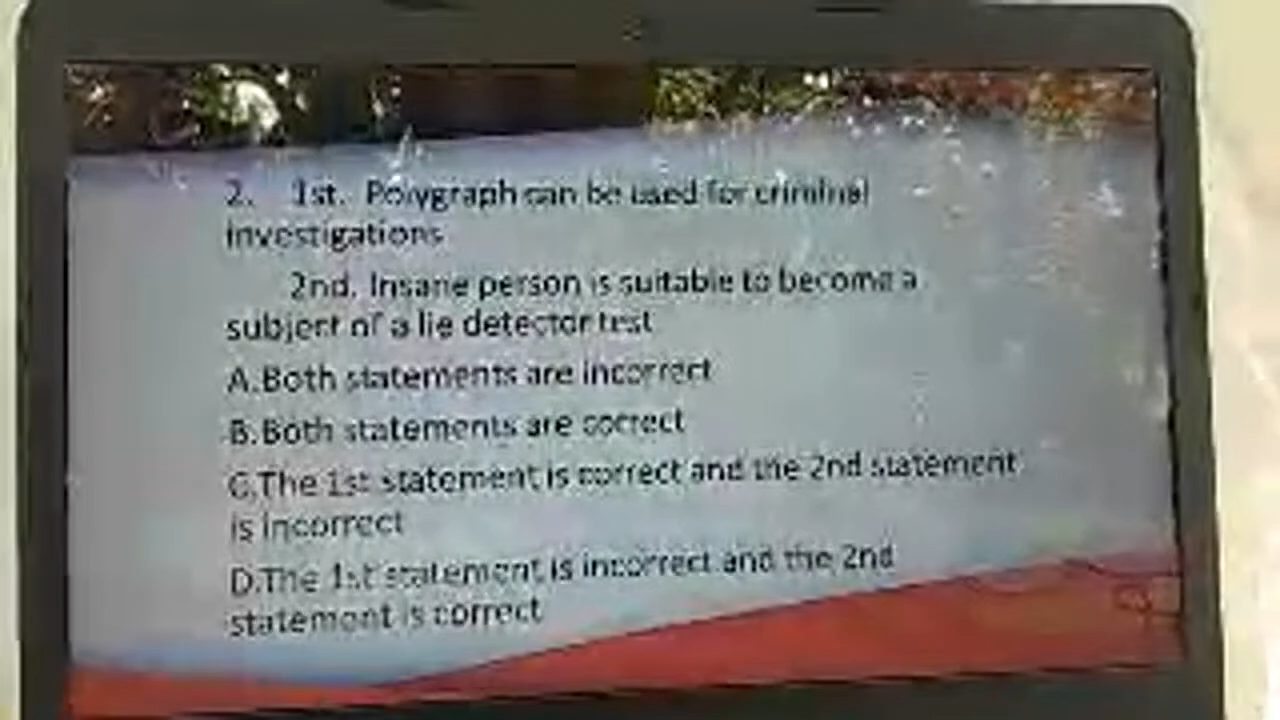 2. 1st. Polygraph can be used for criminal
investigations
2nd. Insane person is suitable to become a
subject of a lie detector test
A.Both statements are incorrect
B.Both statements are correct
C.The 1st statement is correct and the 2nd statement
is incorrect
D.The 1st statement is incorrect and the 2nd
statement is correct